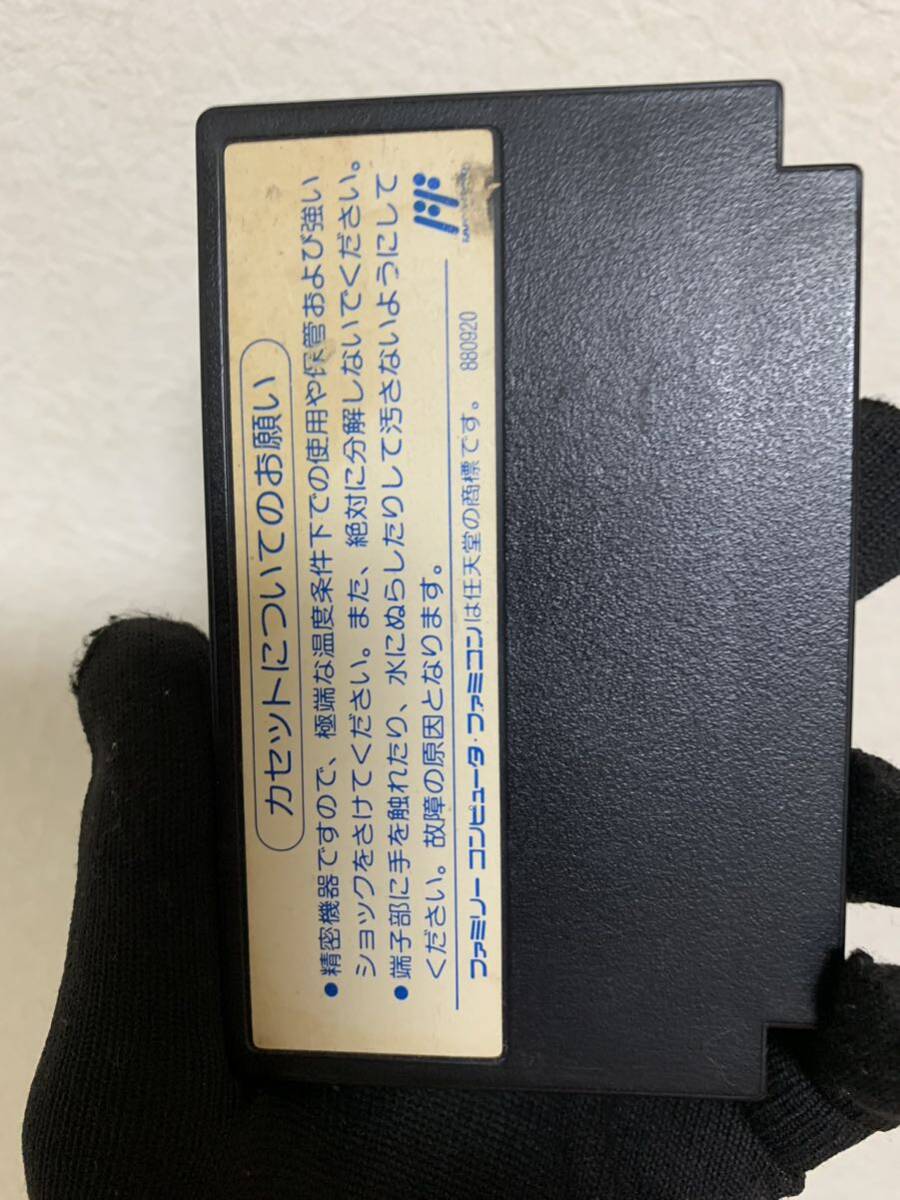 カセットについてのお願い
●精密機器ですので、極端な温度条件下での使用や保管および強い
ショックをさけてください。また、絶対に分解しないでください。
●端子部に手を触れたり、水にぬらしたりして汚さないようにして
ください。故障の原因となります。
ファミリーコンピュータ・ファミコンは任天堂の商標です。 880920